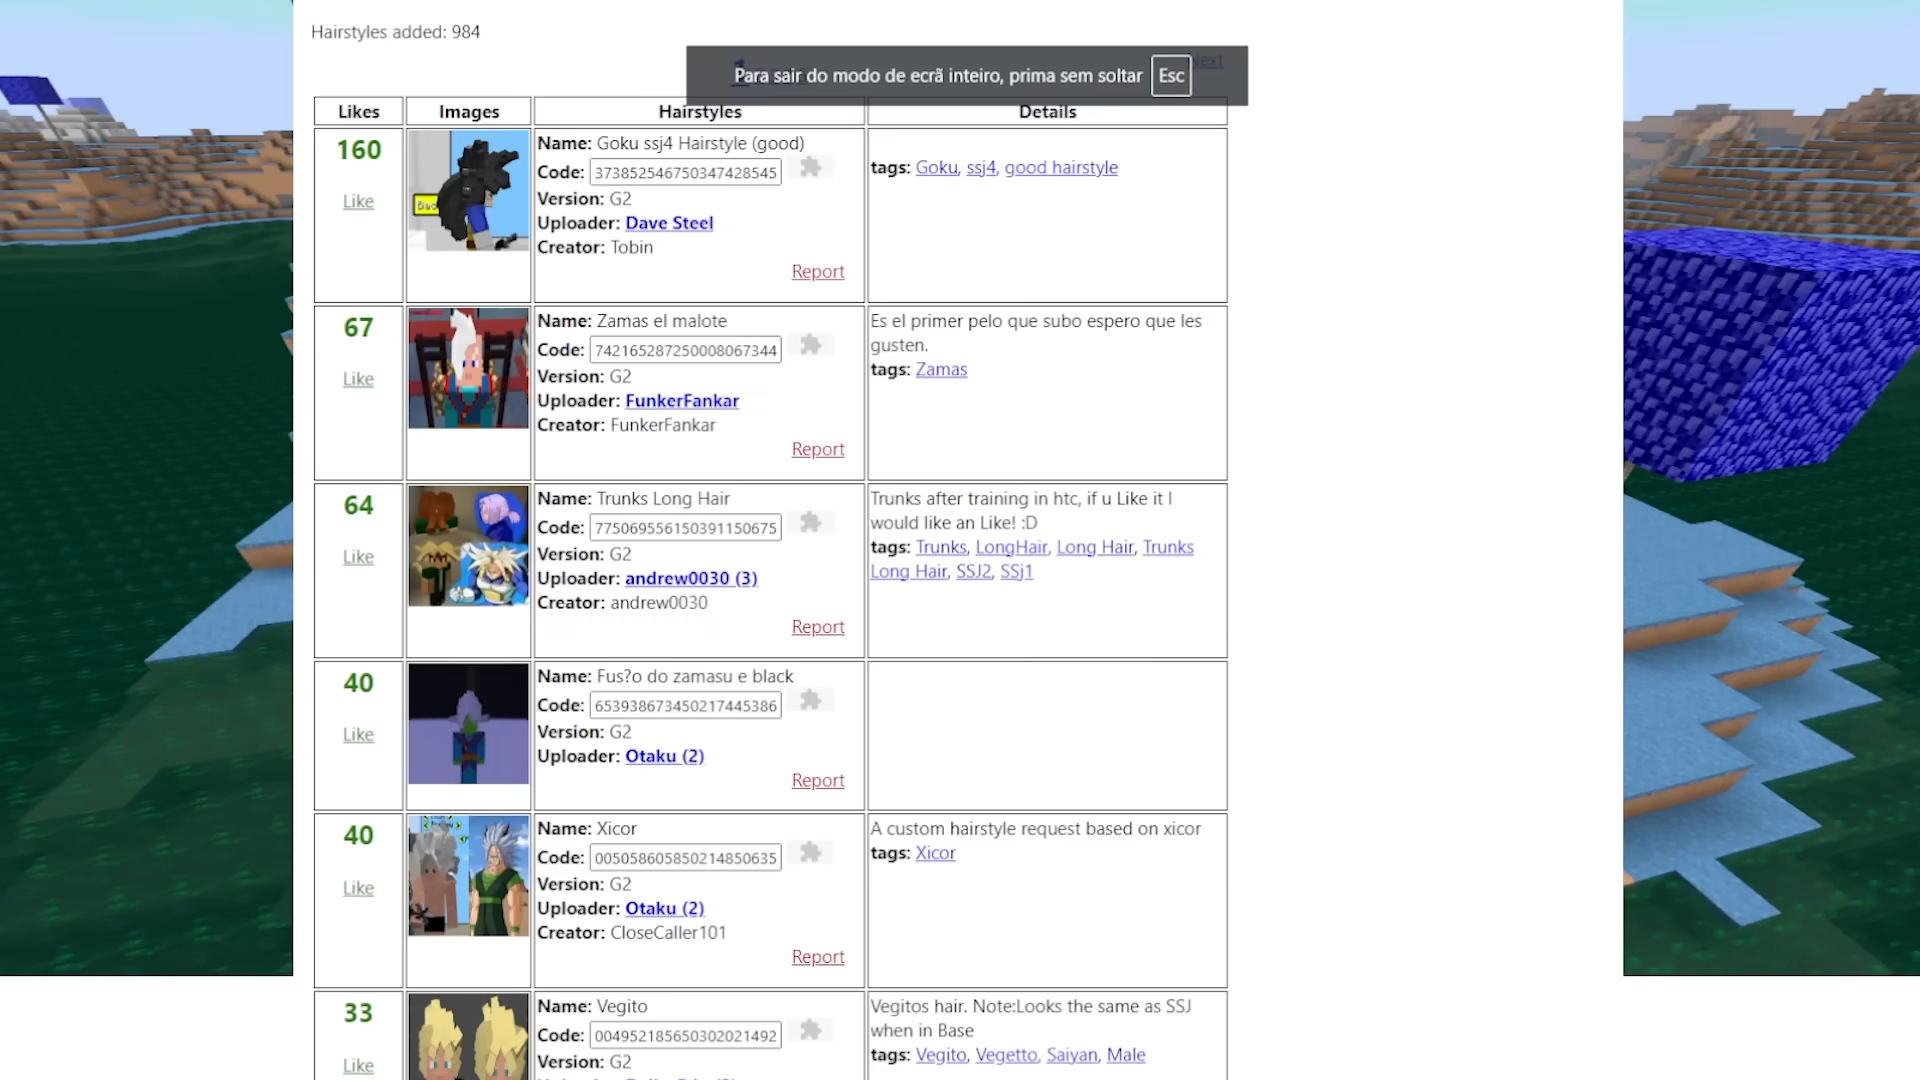 Hairstyles added: 984
Next
Para sair do modo de ecrã inteiro, prima sem soltar Esc
Likes Images Hairstyles Details
160
Like
Name: Goku ssj4 Hairstyle (good)
Code: 373852546750347428545
Version: G2
Uploader: Dave Steel
Creator: Tobin
Report
tags: Goku, ssj4, good hairstyle
67
Like
Name: Zamas el malote
Code: 742165287250008067344
Version: G2
Uploader: FunkerFankar
Creator: FunkerFankar
Report
Es el primer pelo que subo espero que les
gusten.
tags: Zamas
64
Like
Name: Trunks Long Hair
Code: 775069556150391150675
Version: G2
Uploader: andrew0030 (3)
Creator: andrew0030
Report
Trunks after training in htc, if u Like it I
would like an Like! :D
tags: Trunks, LongHair, Long Hair, Trunks
Long Hair, SSJ2, SSj1
40
Like
Name: Fus?o do zamasu e black
Code: 653938673450217445386
Version: G2
Uploader: Otaku (2)
Report
40
Like
Name: Xicor
Code: 005058605850214850635
Version: G2
Uploader: Otaku (2)
Creator: CloseCaller101
Report
A custom hairstyle request based on xicor
tags: Xicor
33
Like
Name: Vegito
Code: 004952185650302021492
Version: G2
Vegitos hair. Note:Looks the same as SSJ
when in Base
tags: Vegito, Vegetto, Saiyan, Male